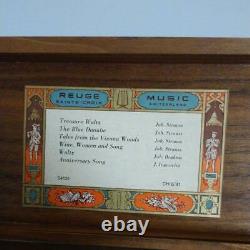 REUGE MUSIC
SAINTE-CROIX SWITZERLAND
Treasure Waltz Joh. Strauss
The Blue Danube Joh. Strauss
Tales from the Vienna Woods Joh. Strauss
Wine, Women and Song Joh. Strauss
Waltz Joh. Brahms
Anniversary Song J. Ivanovici